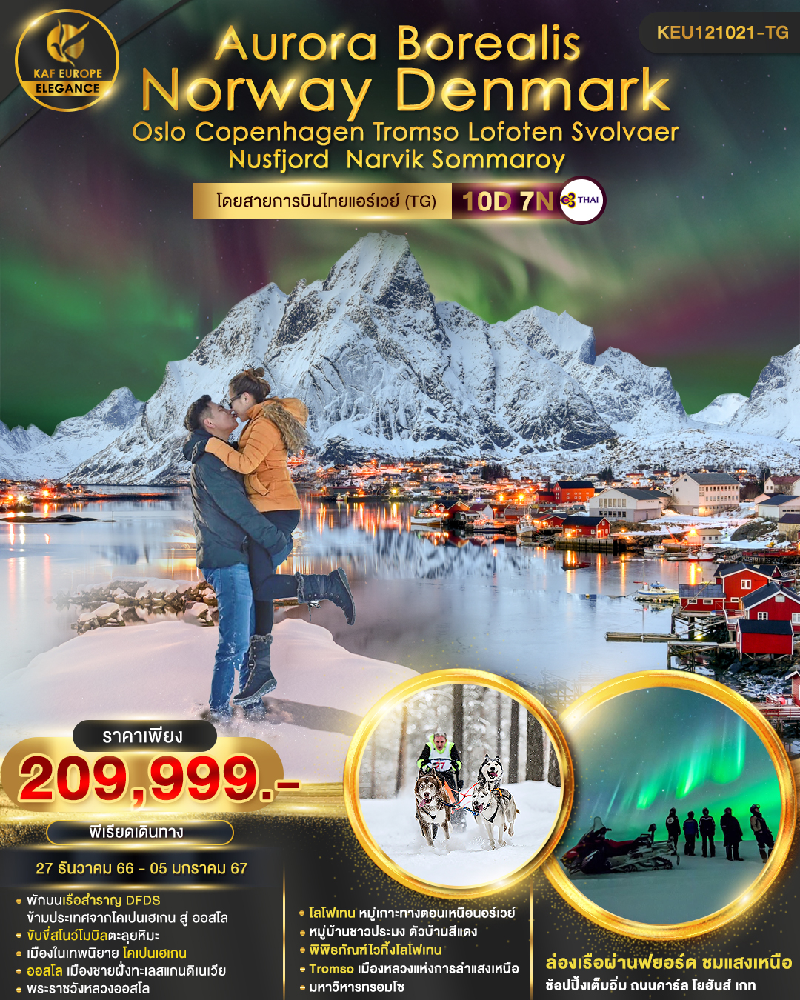 KAF EUROPE
ELEGANCE
KEU121021-TG
Aurora Borealis
Norway Denmark
Oslo Copenhagen Tromso Lofoten Svolvaer
Nusfjord Narvik Sommaroy
โดยสายการบินไทยแอร์เวย์ (TG) 10D 7N THAI
ราคาเพียง
209,999.-
พีเรียดเดินทาง
27 ธันวาคม 66 - 05 มกราคม 67
พักบนเรือสำราญ DFDS
ข้ามประเทศจากโคเปนเฮเกน สู่ ออสโล
ขับขี่สโนว์โมบิลตะลุยหิมะ
เมืองในเทพนิยาย โคเปนเฮเกน
ออสโล เมืองชายฝั่งทะเลสแกนดิเนเวีย
พระราชวังหลวงออสโล
27
โลโฟเทน หมู่เกาะทางตอนเหนือนอร์เวย์
หมู่บ้านชาวประมง ตัวบ้านสีแดง
พิพิธภัณฑ์ไวกิ้งโลโฟเทน
Tromso เมืองหลวงแห่งการล่าแสงเหนือ
มหาวิหารทรอมโซ
ล่องเรือผ่านฟยอร์ด ชมแสงเหนือ
ช้อปปิ้งเต็มอิ่ม ถนนคาร์ล โยฮันส์ เกท